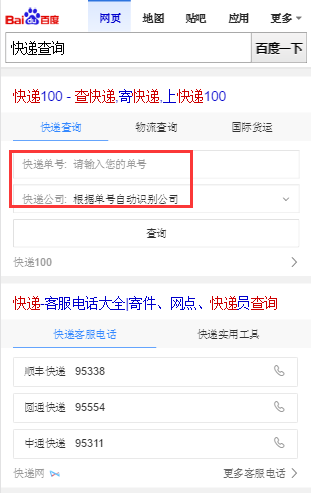 Bai百度 网页 地图 贴吧 应用 更多
快递查询 百度一下
快递100 - 查快递,寄快递,上快递100
快递查询 物流查询 国际货运
快递单号: 请输入您的单号
快递公司: 根据单号自动识别公司
查询
快递100
快递-客服电话大全|寄件、网点、快递员查询
快递客服电话 快递实用工具
顺丰快递 95338
圆通快递 95554
申通快递 95311
快递网 更多客服电话